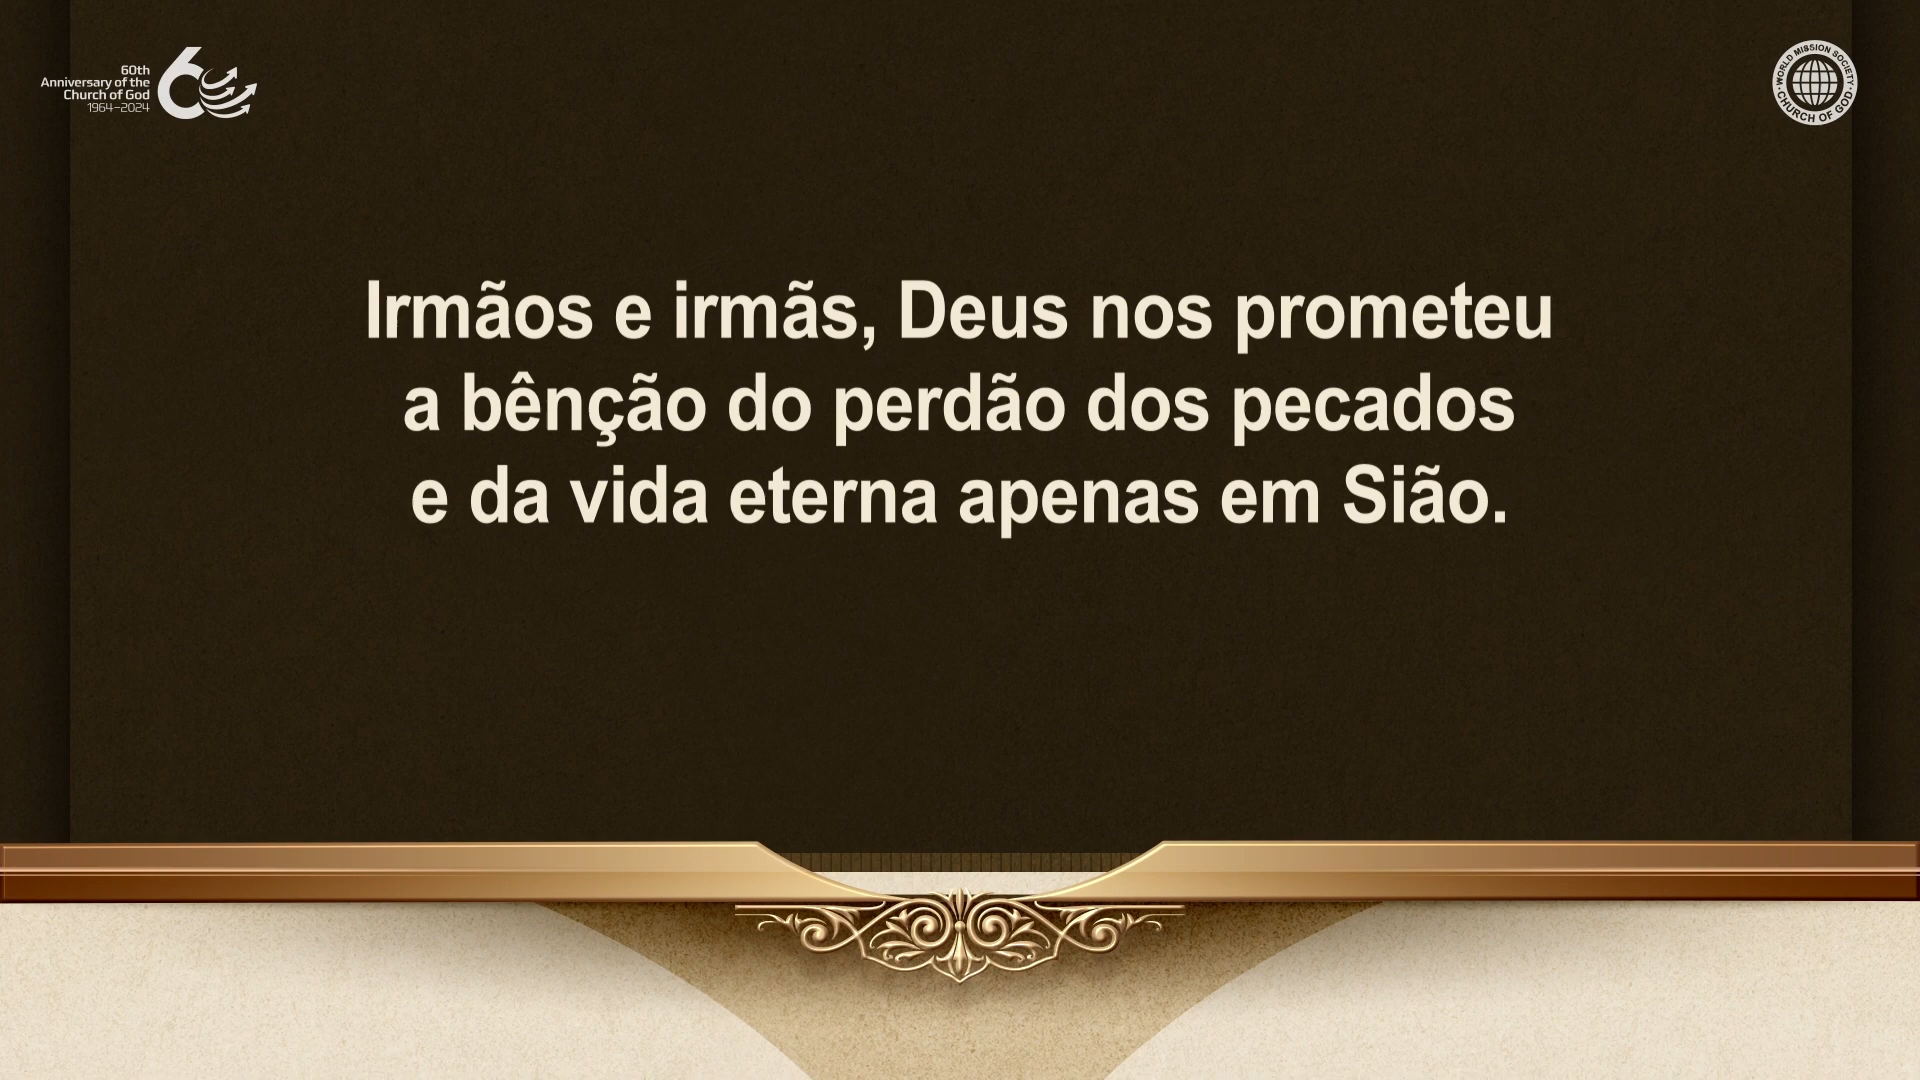 60th
Anniversary of the
Church of God
1964–2024
60
WORLD MISSION SOCIETY
CHURCH OF GOD
Irmãos e irmãs, Deus nos prometeu
a bênção do perdão dos pecados
e da vida eterna apenas em Sião.